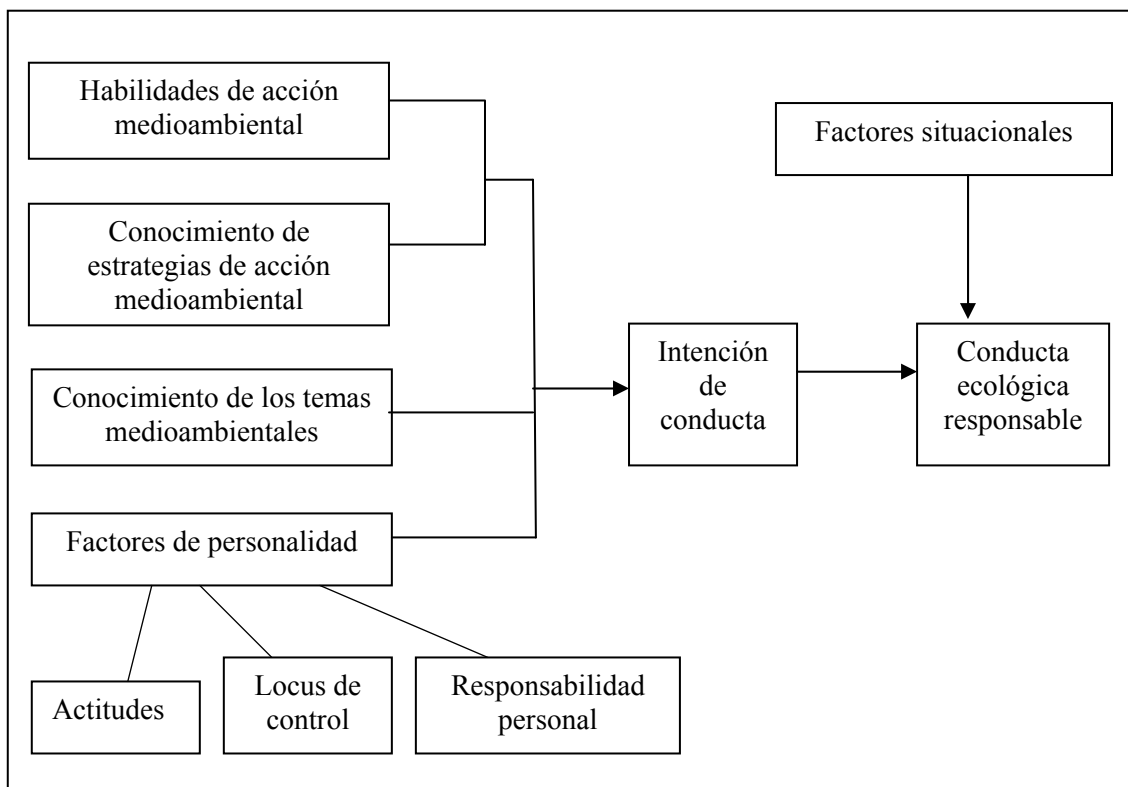 Habilidades de acción
medioambiental
Factores situacionales
Conocimiento de
estrategias de acción
medioambiental
Conocimiento de los temas
medioambientales
Intención
de
conducta
Conducta
ecológica
responsable
Factores de personalidad
Actitudes
Locus de
control
Responsabilidad
personal